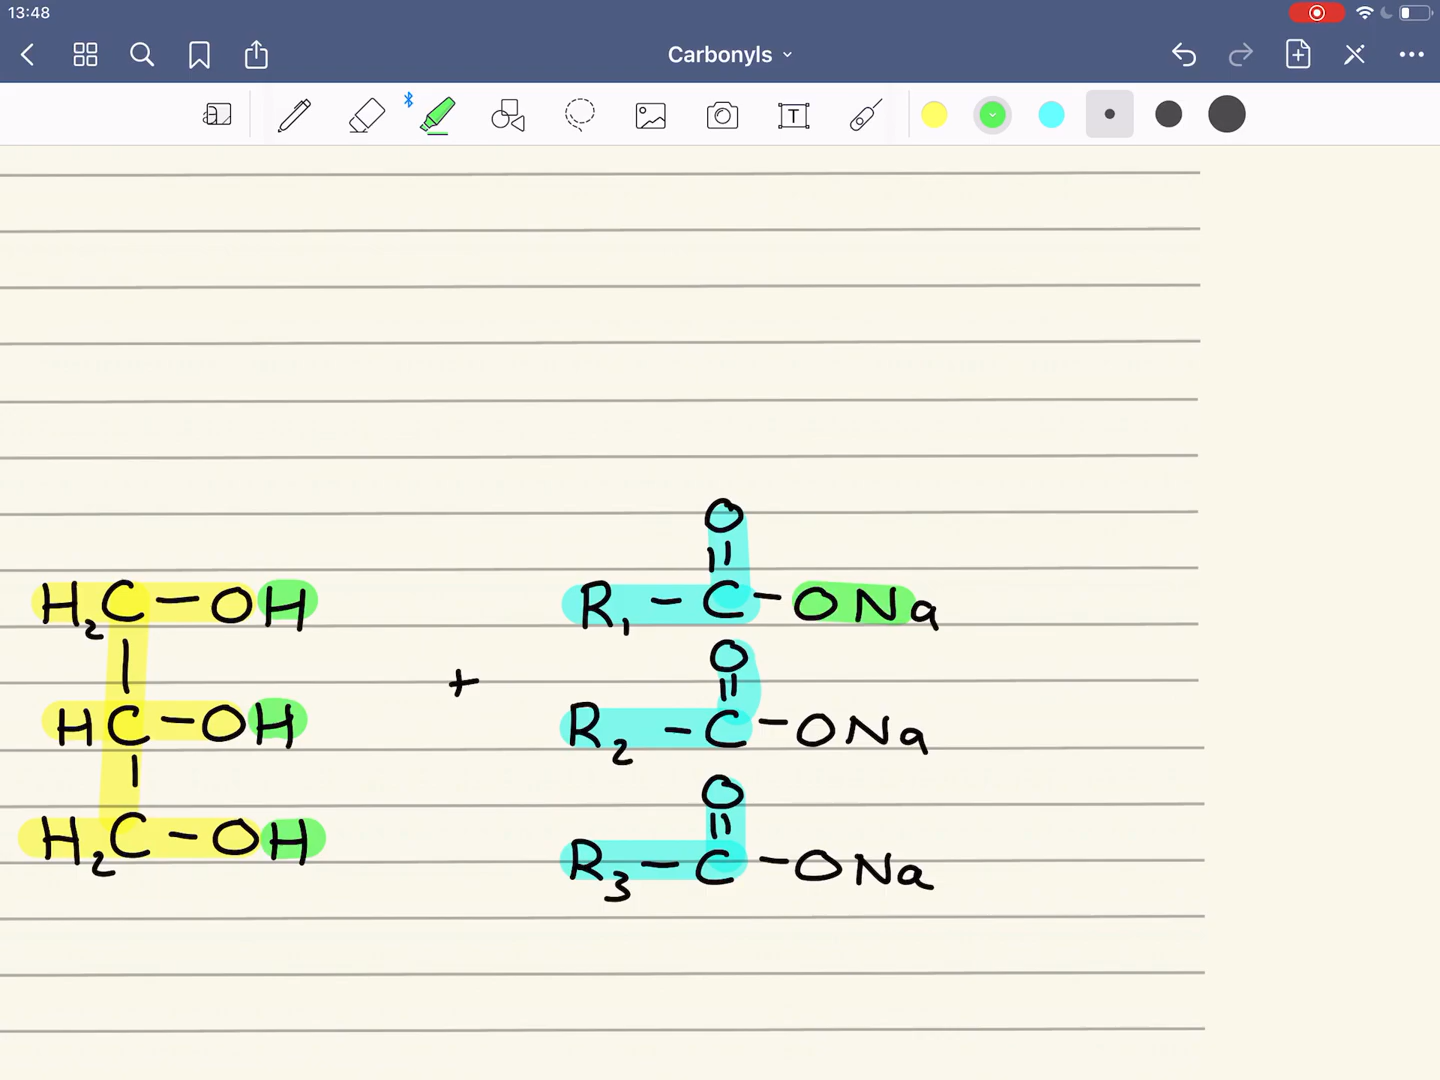 13:48
Carbonyls
T
O
||
H₂C — OH R₁ — C — ONa
| O
+ ||
HC — OH R₂ — C — ONa
| O
||
H₂C — OH R₃ — C — ONa